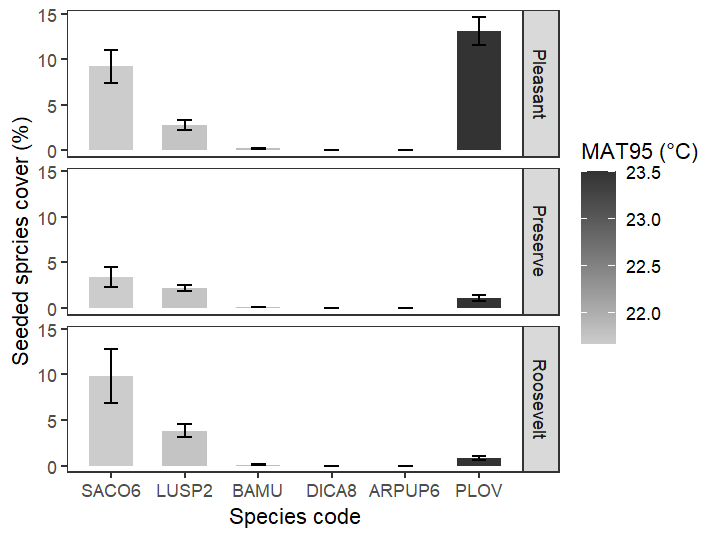 15
10
5
0
Pleasant
15
10
5
0
Preserve
15
10
5
0
Roosevelt
Seeded sprcies cover (%)
SACO6 LUSP2 BAMU DICA8 ARPUP6 PLOV
Species code
MAT95 (°C)
23.5
23.0
22.5
22.0